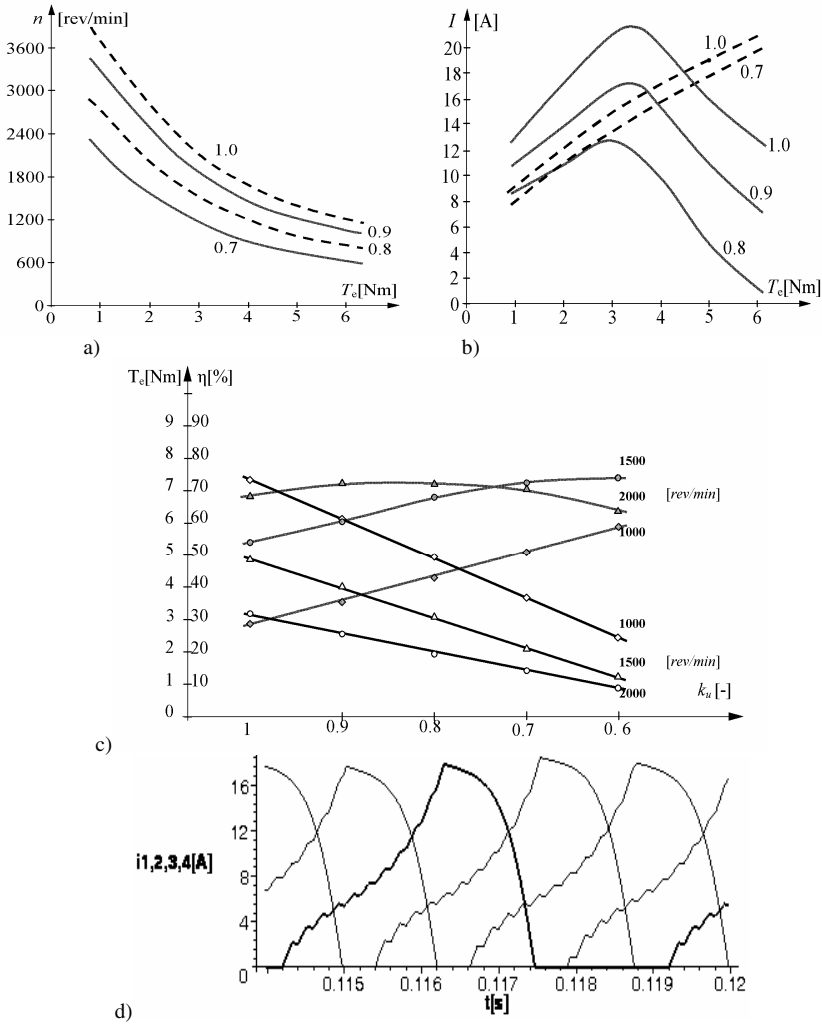 n [rev/min]
3600
3000
2400
1800
1200
600
0
1 2 3 4 5 6
Te[Nm]
1.0
0.9
0.8
0.7
a)
I [A]
20
18
16
14
12
10
8
6
4
2
0
1 2 3 4 5 6
Te[Nm]
1.0
0.7
1.0
0.9
0.8
b)
Te[Nm] η[%]
9 90
8 80
7 70
6 60
5 50
4 40
3 30
2 20
1 10
0
1 0.9 0.8 0.7 0.6
ku [-]
1500
2000 [rev/min]
1000
1000
1500 [rev/min]
2000
c)
i1,2,3,4[A]
16
12
8
4
0
0.115 0.116 0.117 0.118 0.119 0.12
t[s]
d)